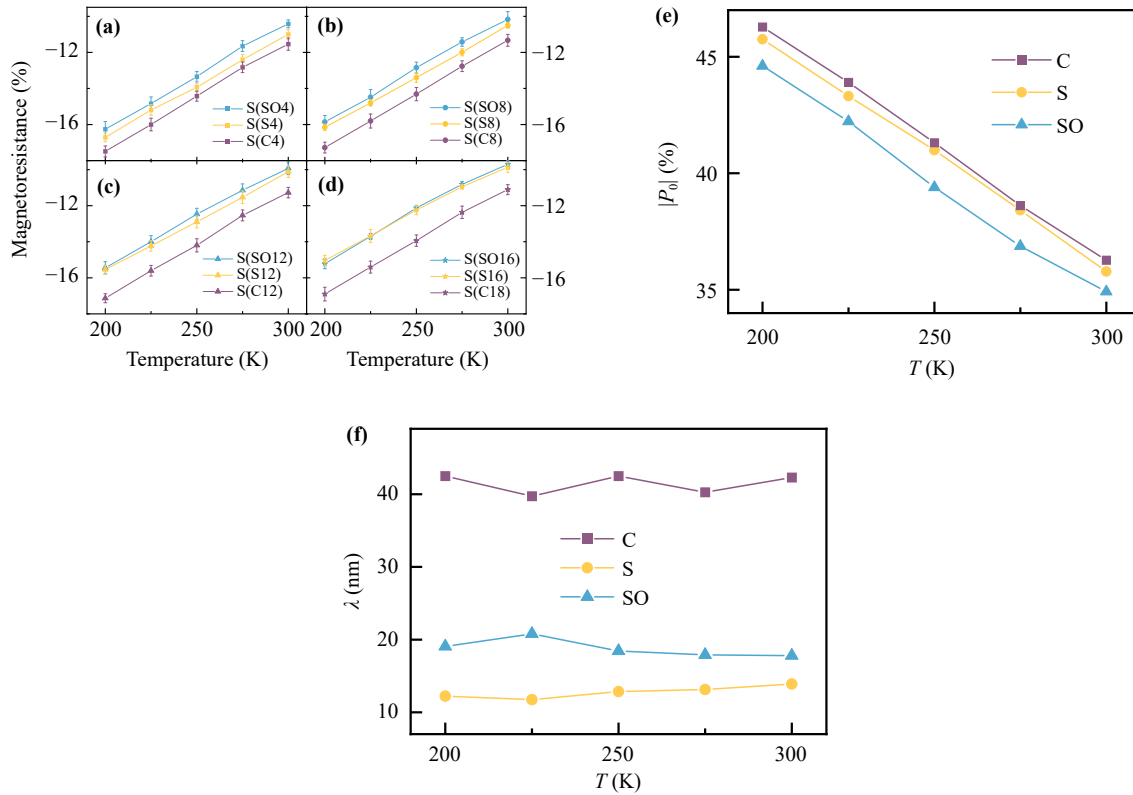 (a)
(b)
−12
−16
S(SO4)
S(S4)
S(C4)
S(SO8)
S(S8)
S(C8)
−12
−16
Magnetoresistance (%)
(c)
(d)
−12
−16
S(SO12)
S(S12)
S(C12)
S(SO16)
S(S16)
S(C18)
−12
−16
200
250
300
200
250
300
Temperature (K)
Temperature (K)
(e)
C
S
SO
45
40
35
|P₀| (%)
200
250
300
T (K)
(f)
C
S
SO
40
30
20
10
λ (nm)
200
250
300
T (K)